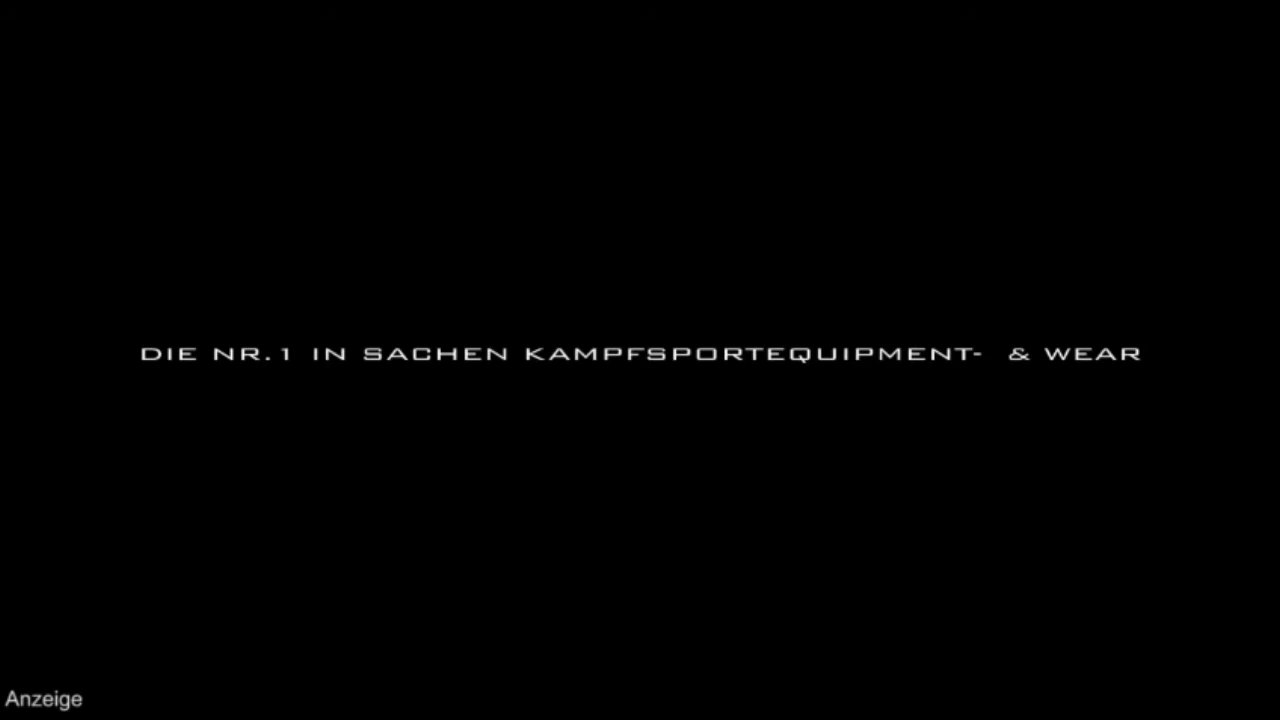 DIE NR.1 IN SACHEN KAMPFSPORTEQUIPMENT- & WEAR
Anzeige